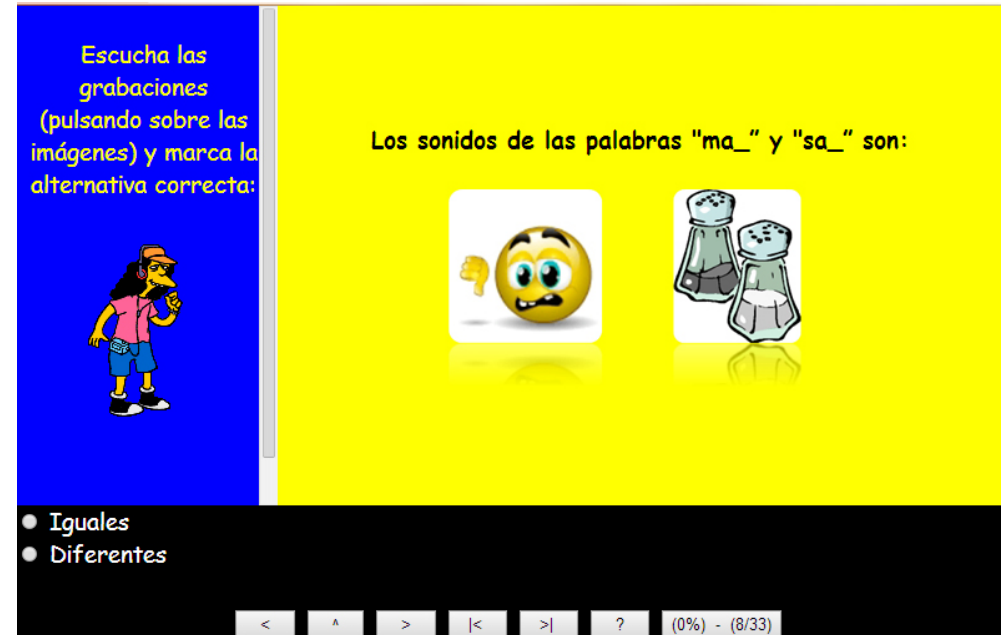 Escucha las
grabaciones
(pulsando sobre las
imágenes) y marca la
alternativa correcta:
Los sonidos de las palabras "ma_” y "sa_” son:
Iguales
Diferentes
< ^ > |< >| ? (0%) - (8/33)